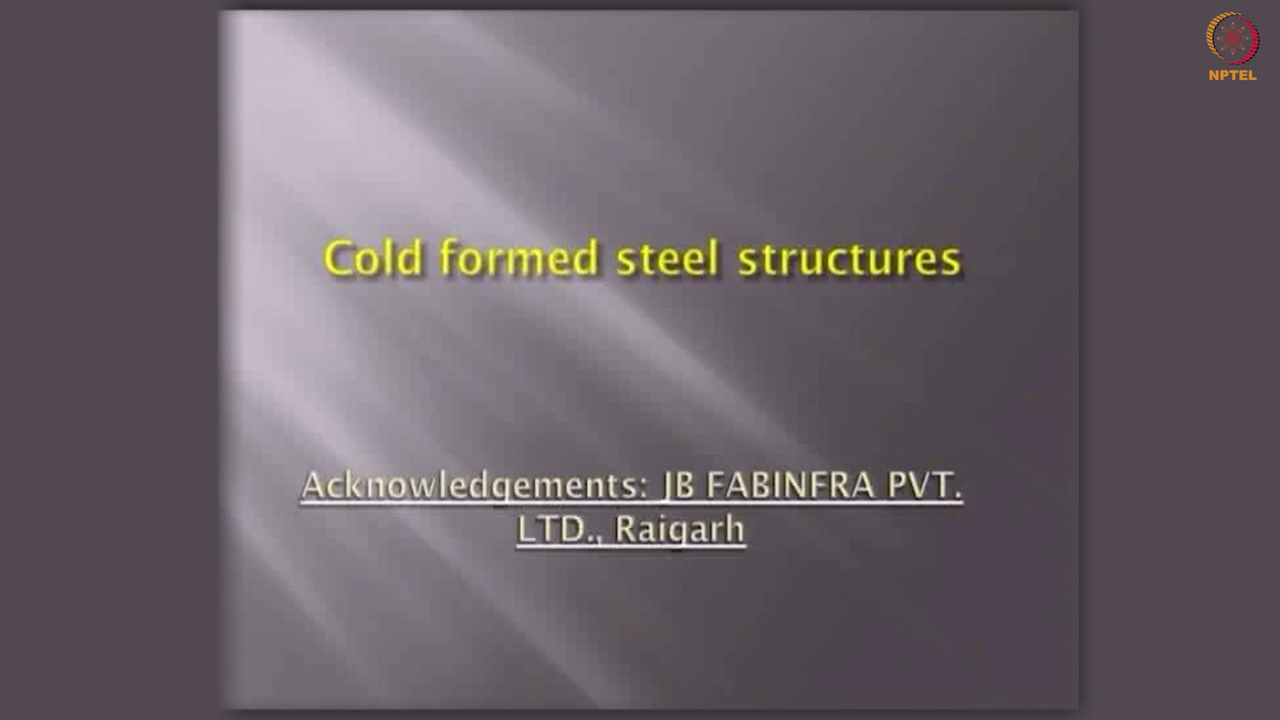 NPTEL
Cold formed steel structures
Acknowledgements: JB FABINFRA PVT.
LTD., Raigarh